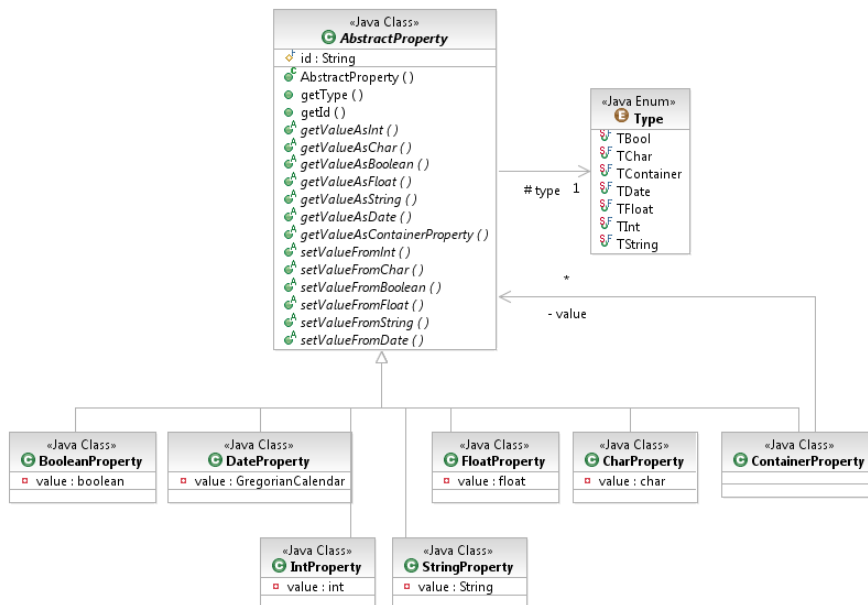 «Java Class»
AbstractProperty
id : String
AbstractProperty ( )
getType ( )
getId ( )
getValueAsInt ( )
getValueAsChar ( )
getValueAsBoolean ( )
getValueAsFloat ( )
getValueAsString ( )
getValueAsDate ( )
getValueAsContainerProperty ( )
setValueFromInt ( )
setValueFromChar ( )
setValueFromBoolean ( )
setValueFromFloat ( )
setValueFromString ( )
setValueFromDate ( )
# type 1
«Java Enum»
Type
TBool
TChar
TContainer
TDate
TFloat
TInt
TString
*
- value
«Java Class»
BooleanProperty
value : boolean
«Java Class»
DateProperty
value : GregorianCalendar
«Java Class»
FloatProperty
value : float
«Java Class»
CharProperty
value : char
«Java Class»
ContainerProperty
«Java Class»
IntProperty
value : int
«Java Class»
StringProperty
value : String